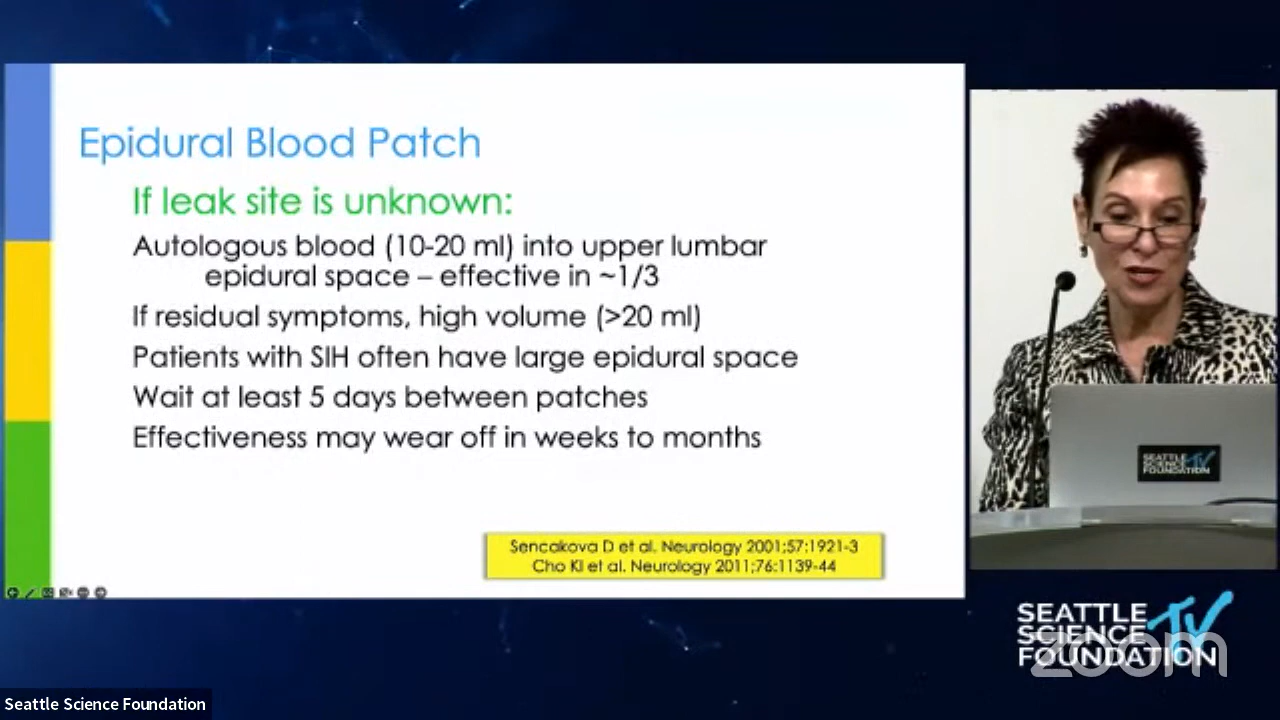 Epidural Blood Patch
If leak site is unknown:
Autologous blood (10-20 ml) into upper lumbar
epidural space – effective in ~1/3
If residual symptoms, high volume (>20 ml)
Patients with SIH often have large epidural space
Wait at least 5 days between patches
Effectiveness may wear off in weeks to months
Sencakova D et al. Neurology 2001;57:1921-3
Cho KI et al. Neurology 2011;76:1139-44
SEATTLE
SCIENCE TV
FOUNDATION
SEATTLE
SCIENCE TV
FOUNDATION
zoom
Seattle Science Foundation